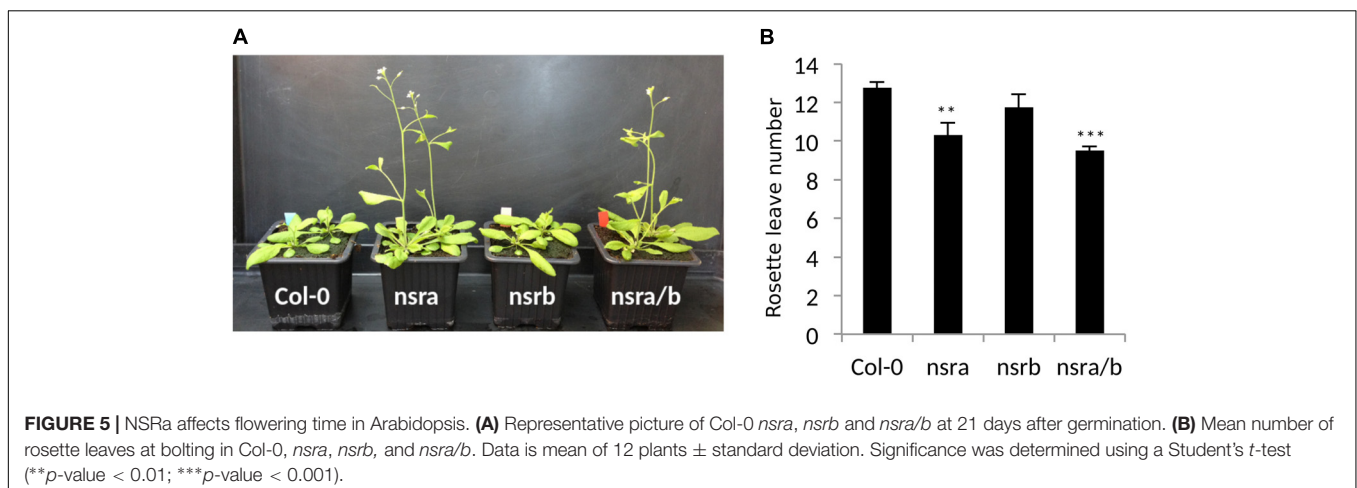 A
B
Col-0
nsra
nsrb
nsra/b
Rosette leave number
14
12
10
8
6
4
2
0
**
***
Col-0
nsra
nsrb
nsra/b
FIGURE 5 | NSRa affects flowering time in Arabidopsis. (A) Representative picture of Col-0 nsra, nsrb and nsra/b at 21 days after germination. (B) Mean number of
rosette leaves at bolting in Col-0, nsra, nsrb, and nsra/b. Data is mean of 12 plants ± standard deviation. Significance was determined using a Student's t-test
(**p-value < 0.01; ***p-value < 0.001).